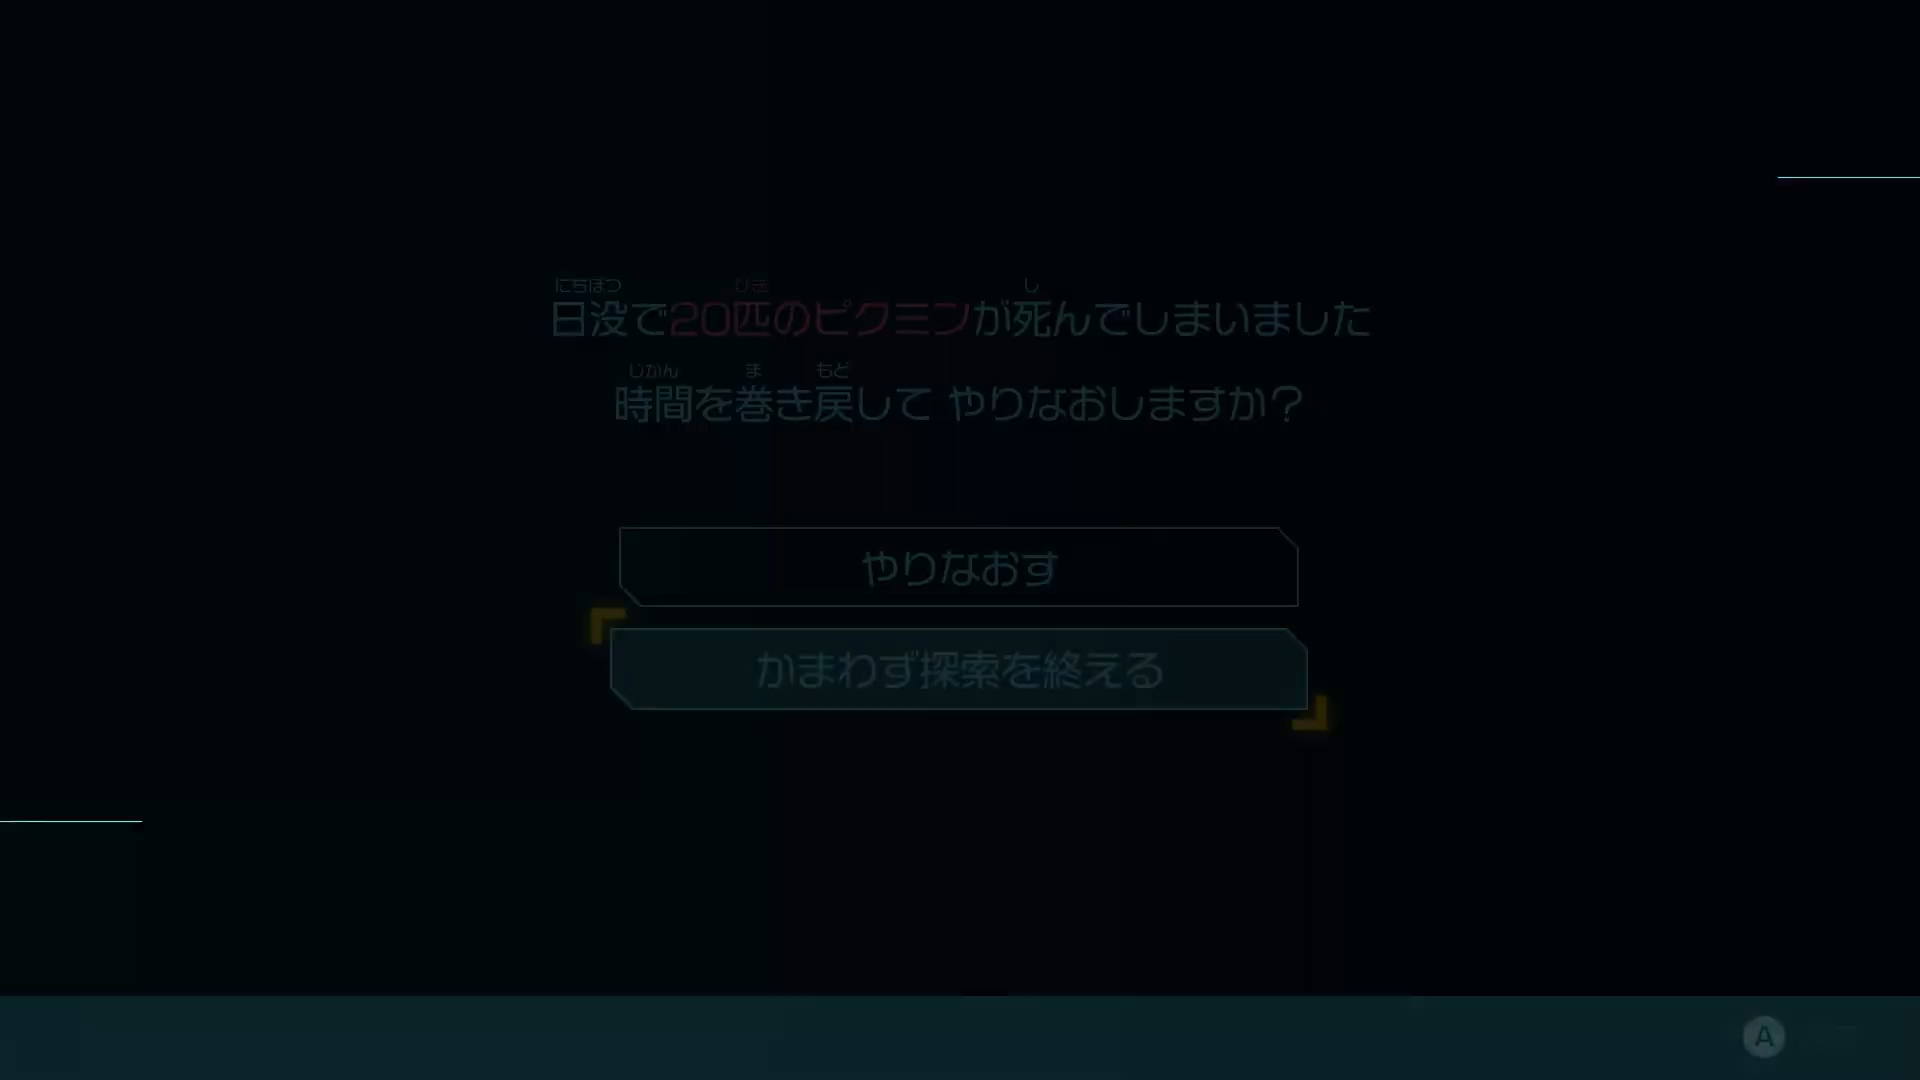 にちぼつ ひき し
日没で20匹のピクミンが死んでしまいました
じかん ま もど
時間を巻き戻して やりなおしますか?
やりなおす
かまわず探索を終える
A